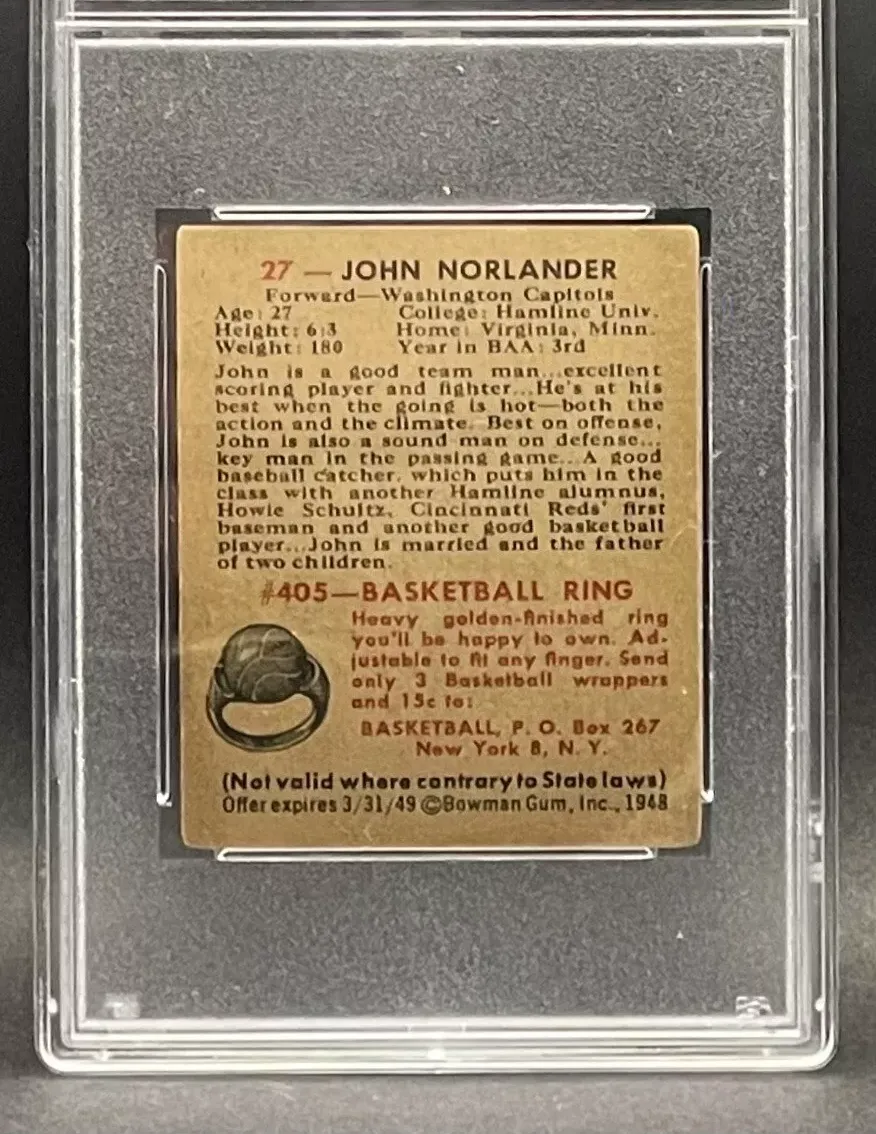 27 — JOHN NORLANDER
Forward—Washington Capitols
Age: 27 College: Hamline Univ.
Height: 6:3 Home: Virginia, Minn.
Weight: 180 Year in BAA: 3rd
John is a good team man...excellent
scoring player and fighter...He's at his
best when the going is hot—both the
action and the climate. Best on offense,
John is also a sound man on defense...
key man in the passing game...A good
baseball catcher, which puts him in the
class with another Hamline alumnus,
Howie Schultz, Cincinnati Reds' first
baseman and another good basketball
player...John is married and the father
of two children.
#405—BASKETBALL RING
Heavy golden-finished ring
you'll be happy to own. Ad-
justable to fit any finger. Send
only 3 Basketball wrappers
and 15c to:
BASKETBALL, P. O. Box 267
New York 8, N. Y.
(Not valid where contrary to State laws)
Offer expires 3/31/49 ©Bowman Gum, Inc., 1948